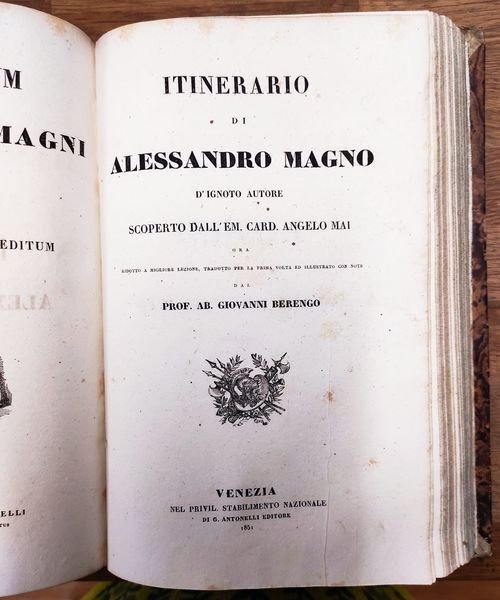 UM
MAGNI
EDITUM
ELLI
ITINERARIO
DI
ALESSANDRO MAGNO
D'IGNOTO AUTORE
SCOPERTO DALL'EM. CARD. ANGELO MAI
ORA
RIDOTTO A MIGLIORE LEZIONE, TRADOTTO PER LA PRIMA VOLTA ED ILLUSTRATO CON NOTE
DAL
PROF. AB. GIOVANNI BERENGO
VENEZIA
NEL PRIVIL. STABILIMENTO NAZIONALE
DI G. ANTONELLI EDITORE
1851